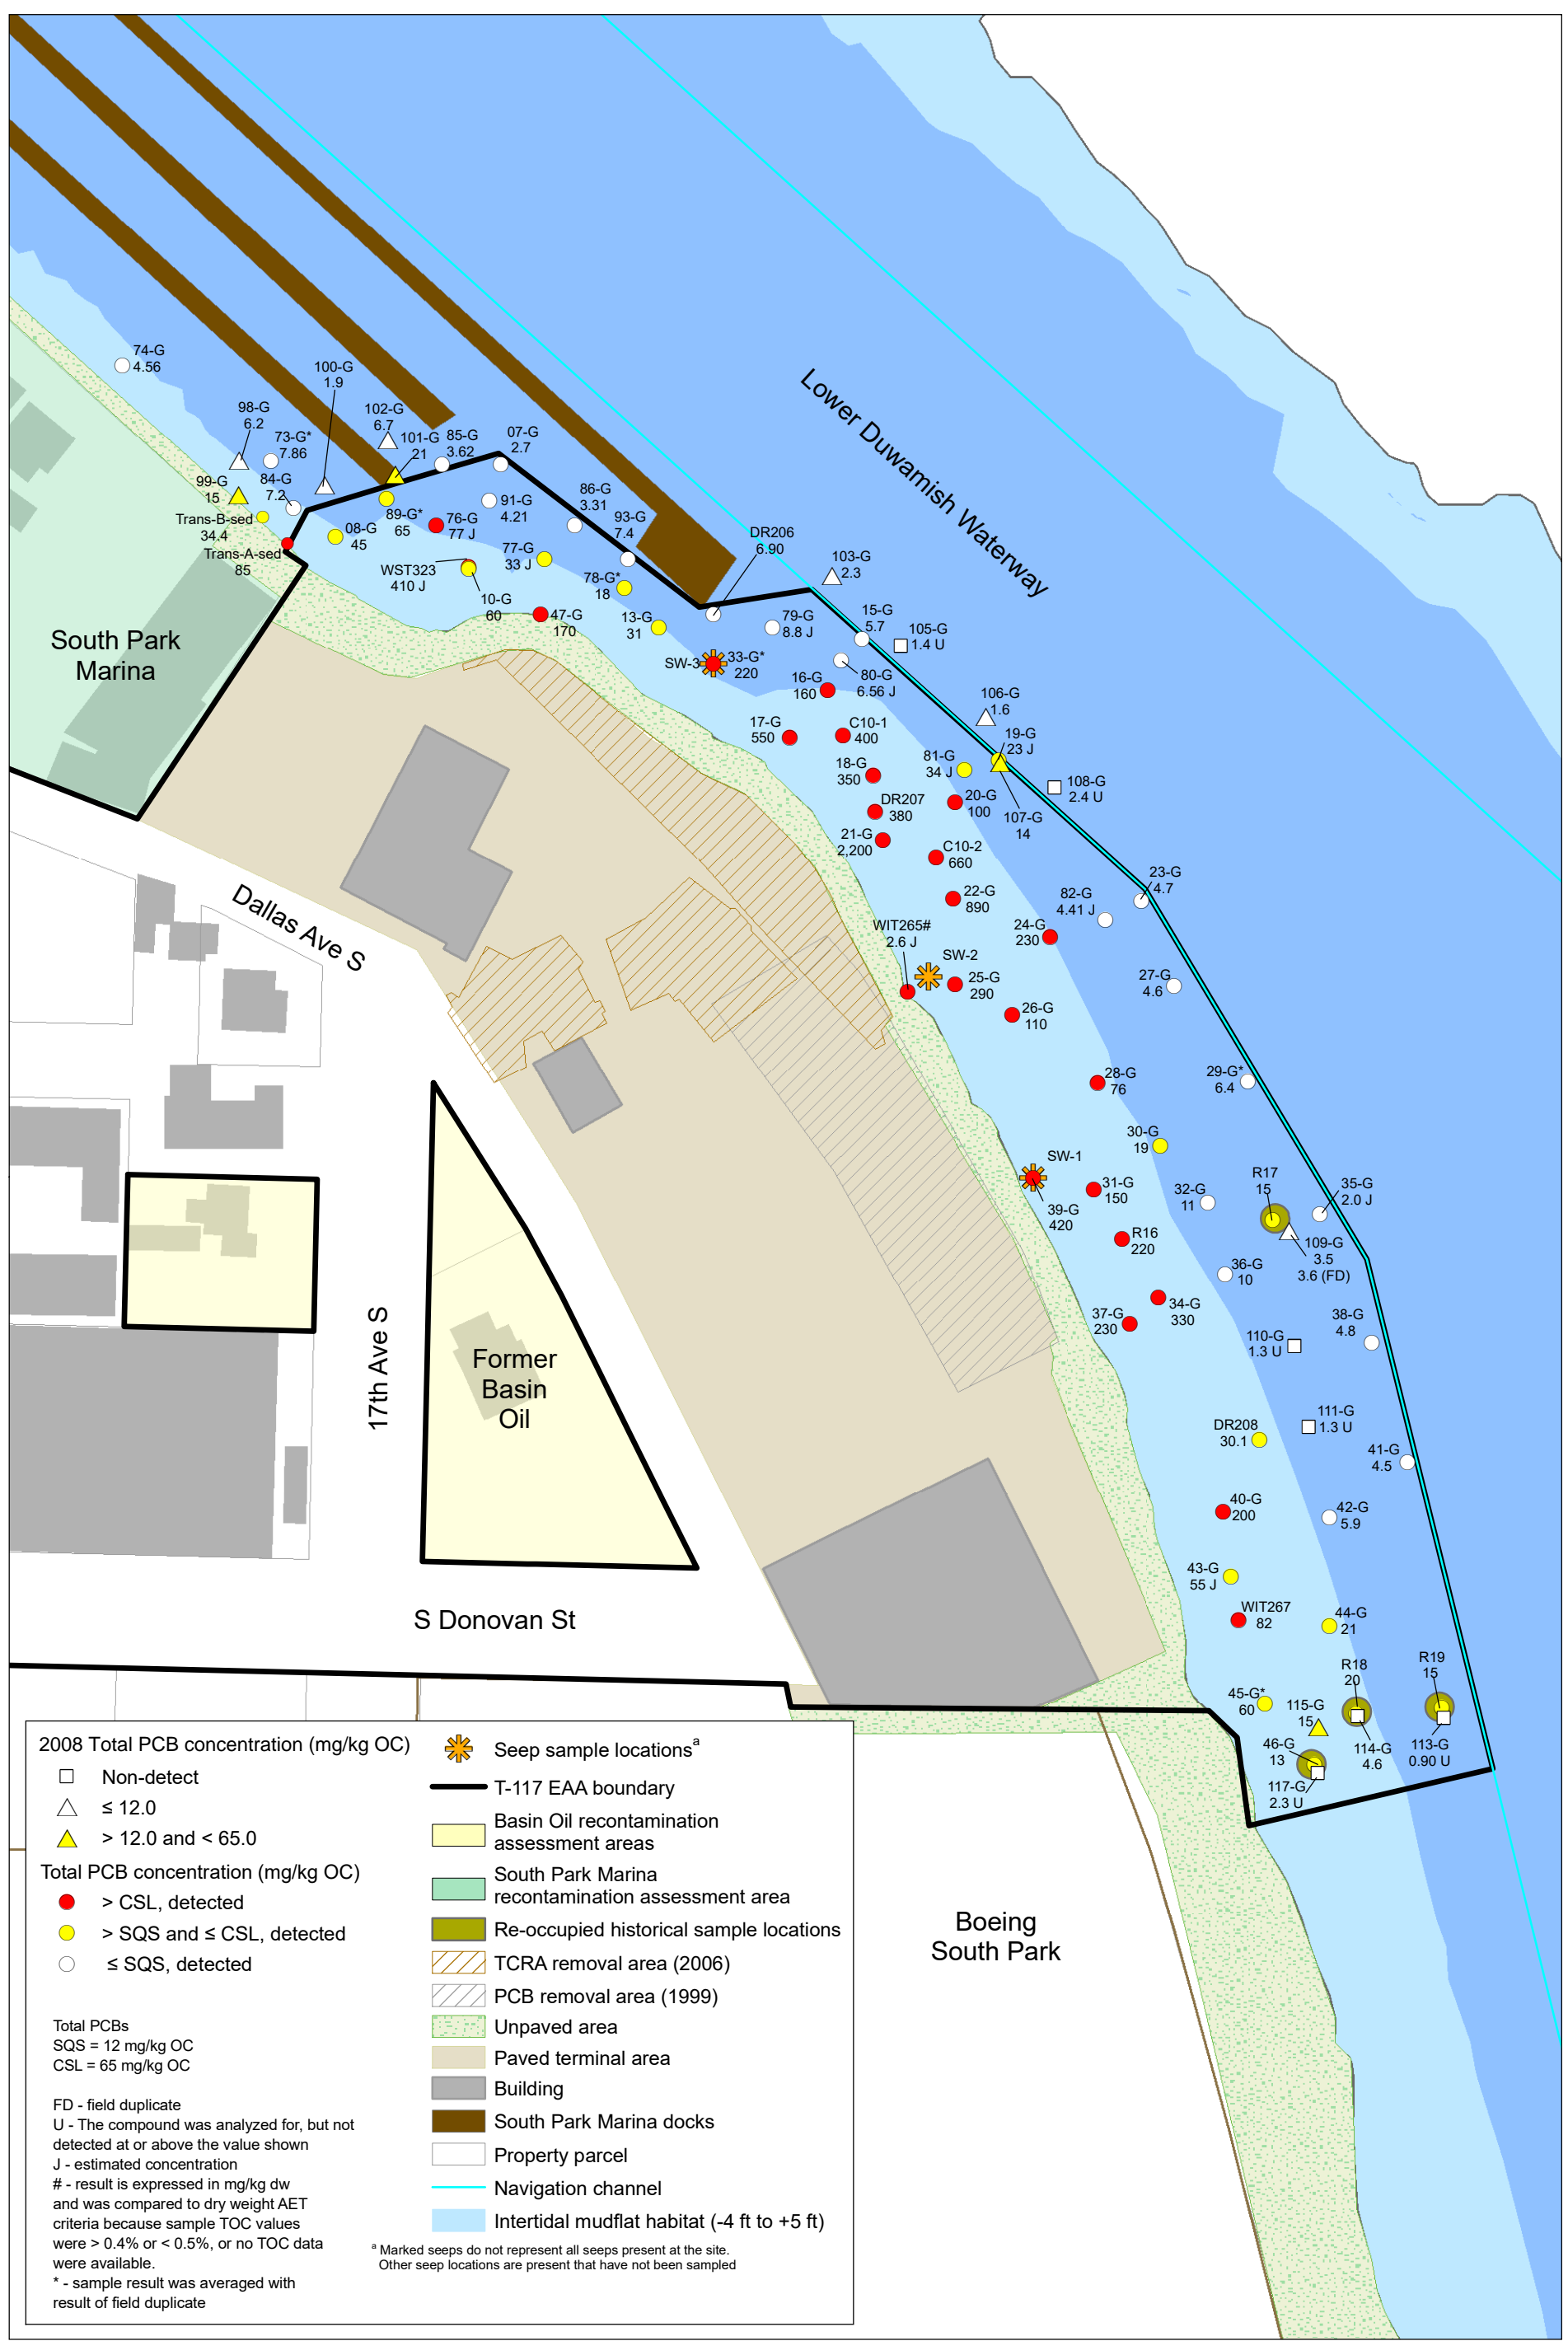 74-G
4.56
100-G
1.9
98-G
6.2
73-G*
7.86
102-G
6.7
101-G
21
85-G
3.62
07-G
2.7
99-G
15
84-G
7.2
Trans-B-sed
34.4
Trans-A-sed
85
08-G
45
89-G*
65
76-G
77 J
91-G
4.21
86-G
3.31
93-G
7.4
WST323
410 J
10-G
60
77-G
33 J
78-G*
18
47-G
170
13-G
31
DR206
6.90
103-G
2.3
79-G
8.8 J
15-G
5.7
105-G
1.4 U
SW-3
33-G*
220
80-G
6.56 J
16-G
160
17-G
550
C10-1
400
106-G
1.6
19-G
23 J
18-G
350
81-G
34 J
108-G
2.4 U
DR207
380
20-G
100
107-G
14
21-G
2,200
C10-2
660
22-G
890
23-G
4.7
82-G
4.41 J
24-G
230
WIT265#
2.6 J
SW-2
25-G
290
27-G
4.6
26-G
110
28-G
76
29-G*
6.4
30-G
19
SW-1
39-G
420
31-G
150
32-G
11
R17
15
35-G
2.0 J
R16
220
109-G
3.5
3.6 (FD)
36-G
10
34-G
330
37-G
230
38-G
4.8
110-G
1.3 U
DR208
30.1
111-G
1.3 U
41-G
4.5
40-G
200
42-G
5.9
43-G
55 J
WIT267
82
44-G
21
45-G*
60
115-G
15
R18
20
R19
15
46-G
13
114-G
4.6
113-G
0.90 U
117-G
2.3 U
Lower Duwamish Waterway
South Park
Marina
Dallas Ave S
17th Ave S
Former
Basin
Oil
S Donovan St
Boeing
South Park
2008 Total PCB concentration (mg/kg OC)
Non-detect
≤ 12.0
> 12.0 and < 65.0
Total PCB concentration (mg/kg OC)
> CSL, detected
> SQS and ≤ CSL, detected
≤ SQS, detected
Total PCBs
SQS = 12 mg/kg OC
CSL = 65 mg/kg OC
FD - field duplicate
U - The compound was analyzed for, but not
detected at or above the value shown
J - estimated concentration
# - result is expressed in mg/kg dw
and was compared to dry weight AET
criteria because sample TOC values
were > 0.4% or < 0.5%, or no TOC data
were available.
* - sample result was averaged with
result of field duplicate
Seep sample locationsa
T-117 EAA boundary
Basin Oil recontamination
assessment areas
South Park Marina
recontamination assessment area
Re-occupied historical sample locations
TCRA removal area (2006)
PCB removal area (1999)
Unpaved area
Paved terminal area
Building
South Park Marina docks
Property parcel
Navigation channel
Intertidal mudflat habitat (-4 ft to +5 ft)
a Marked seeps do not represent all seeps present at the site.
Other seep locations are present that have not been sampled